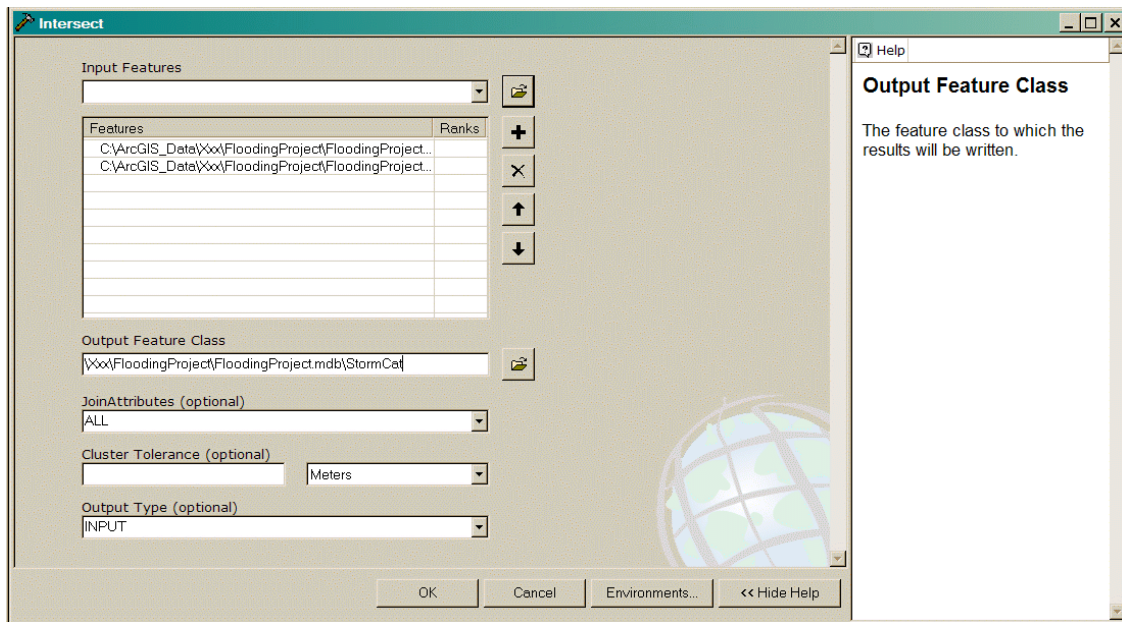 Intersect
Input Features
Features Ranks
C:\ArcGIS_Data\Xxx\FloodingProject\FloodingProject...
C:\ArcGIS_Data\Xxx\FloodingProject\FloodingProject...
Output Feature Class
\Xxx\FloodingProject\FloodingProject.mdb\StormCat
JoinAttributes (optional)
ALL
Cluster Tolerance (optional)
Meters
Output Type (optional)
INPUT
OK Cancel Environments... << Hide Help
Help
Output Feature Class
The feature class to which the
results will be written.